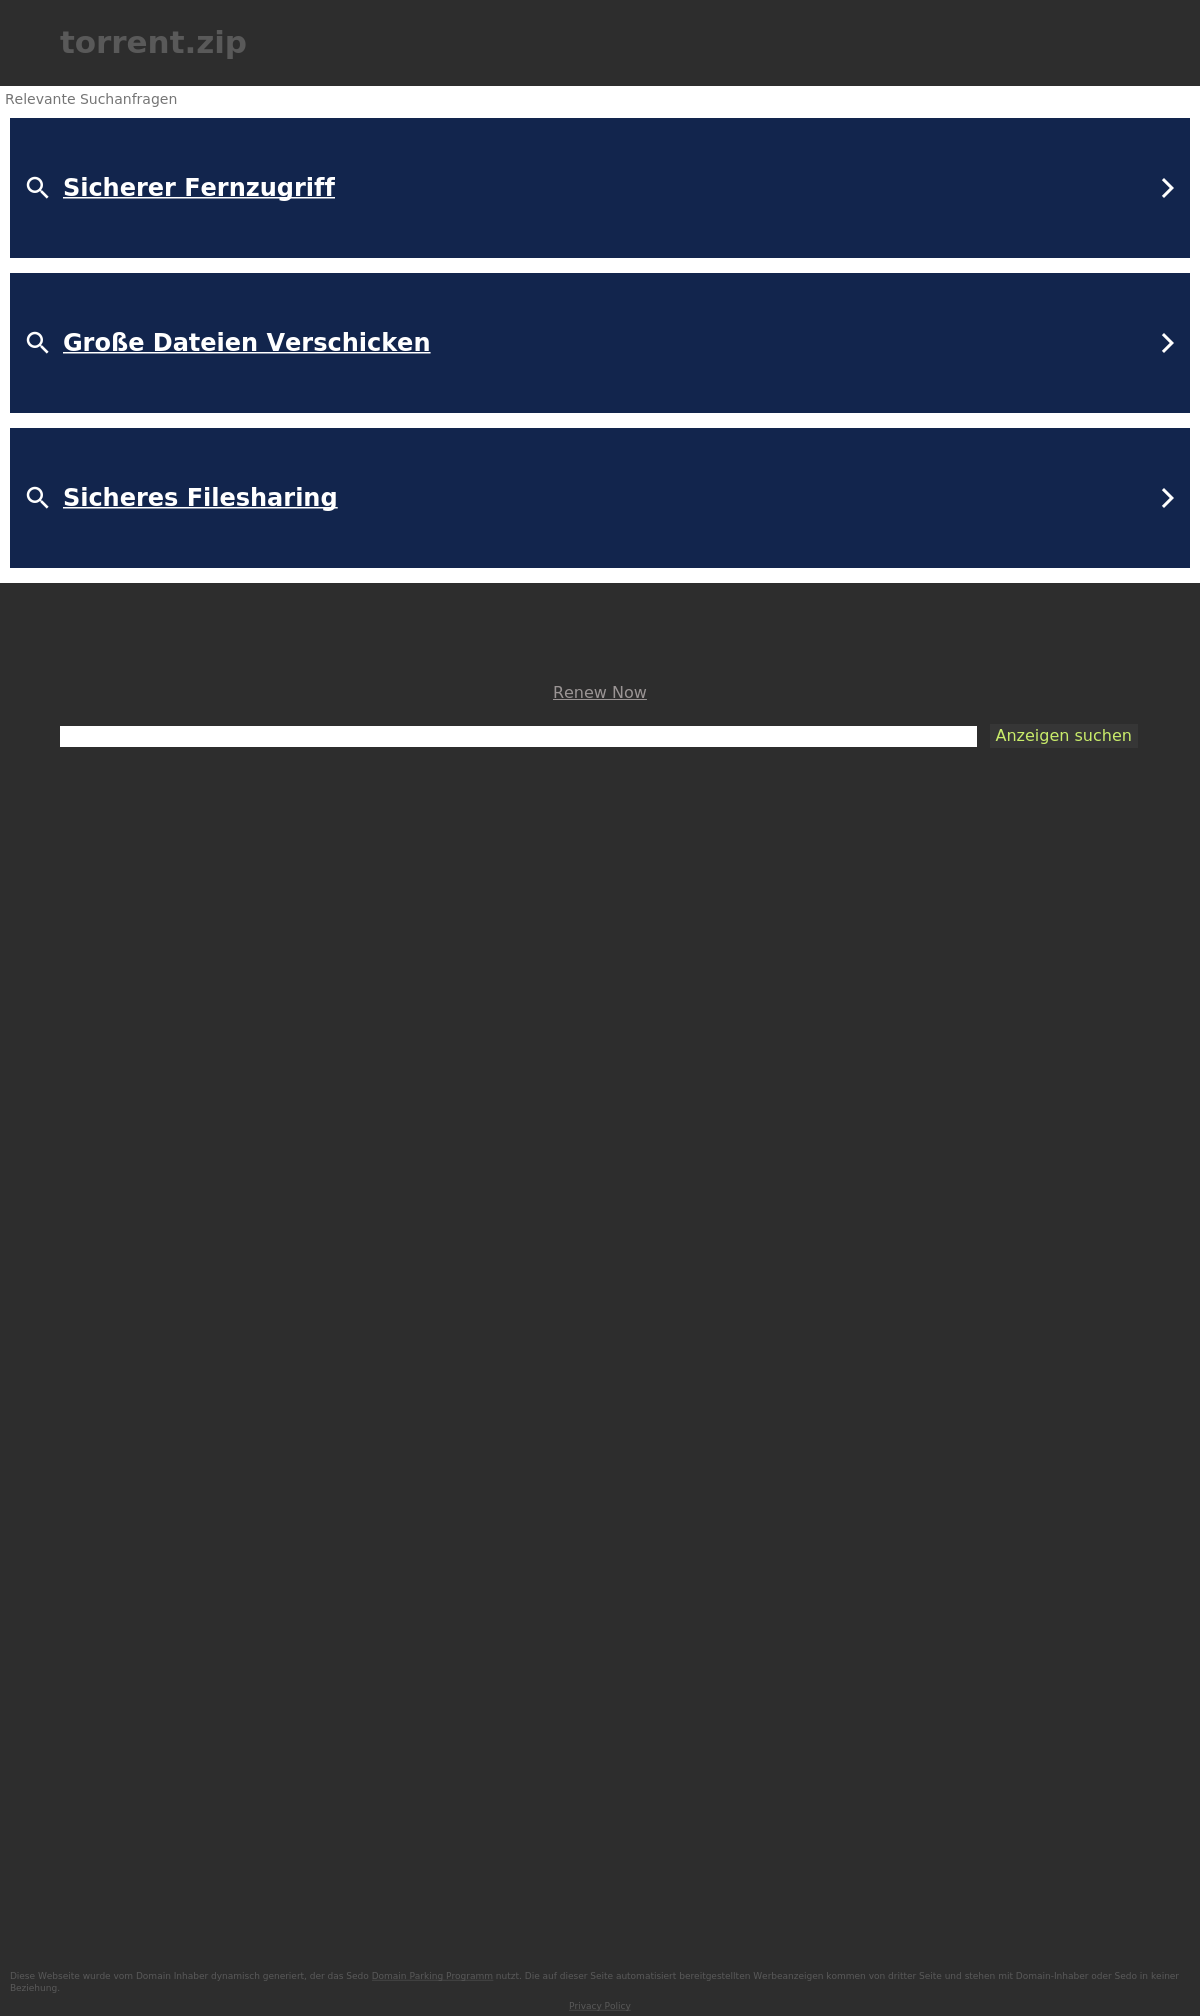 torrent.zip
Relevante Suchanfragen
Sicherer Fernzugriff
Große Dateien Verschicken
Sicheres Filesharing
Renew Now
Anzeigen suchen
Diese Webseite wurde vom Domain Inhaber dynamisch generiert, der das Sedo Domain Parking Programm nutzt. Die auf dieser Seite automatisiert bereitgestellten Werbeanzeigen kommen von dritter Seite und stehen mit Domain-Inhaber oder Sedo in keiner
Beziehung.
Privacy Policy